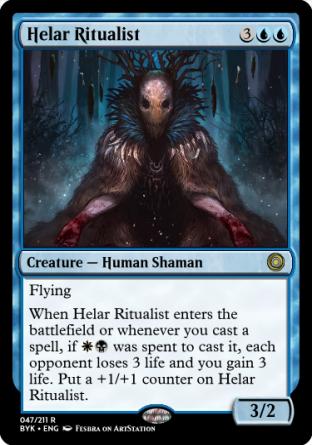 Helar Ritualist 3
Creature — Human Shaman
Flying
When Helar Ritualist enters the
battlefield or whenever you cast a
spell, if was spent to cast it, each
opponent loses 3 life and you gain 3
life. Put a +1/+1 counter on Helar
Ritualist.
3/2
047/211 R
BYK • ENG Fesbra on ArtStation